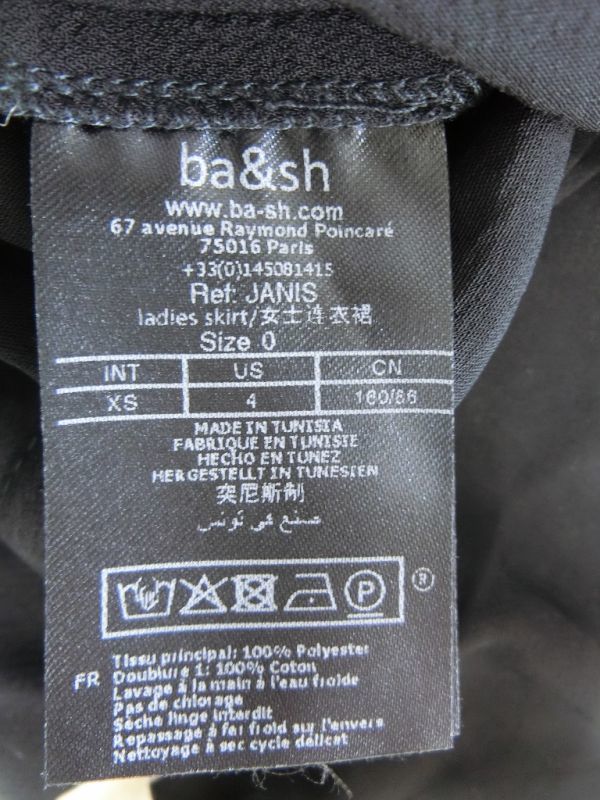 ba&sh
www.ba-sh.com
67 avenue Raymond Poincaré
75016 Paris
+33(0)145081415
Ref: JANIS
ladies skirt/女士连衣裙
Size 0
INT US CN
XS 4 160/86
MADE IN TUNISIA
FABRIQUE EN TUNISIE
HECHO EN TUNEZ
HERGESTELLT IN TUNESIEN
突尼斯制
صنع في تونس
P ®
FR
Tissu principal: 100% Polyester
Doublure 1: 100% Coton
Lavage à la main à l'eau froide
Pas de chlorage
Sèche linge interdit
Repassage à fer froid sur l'envers
Nettoyage à sec cycle délicat